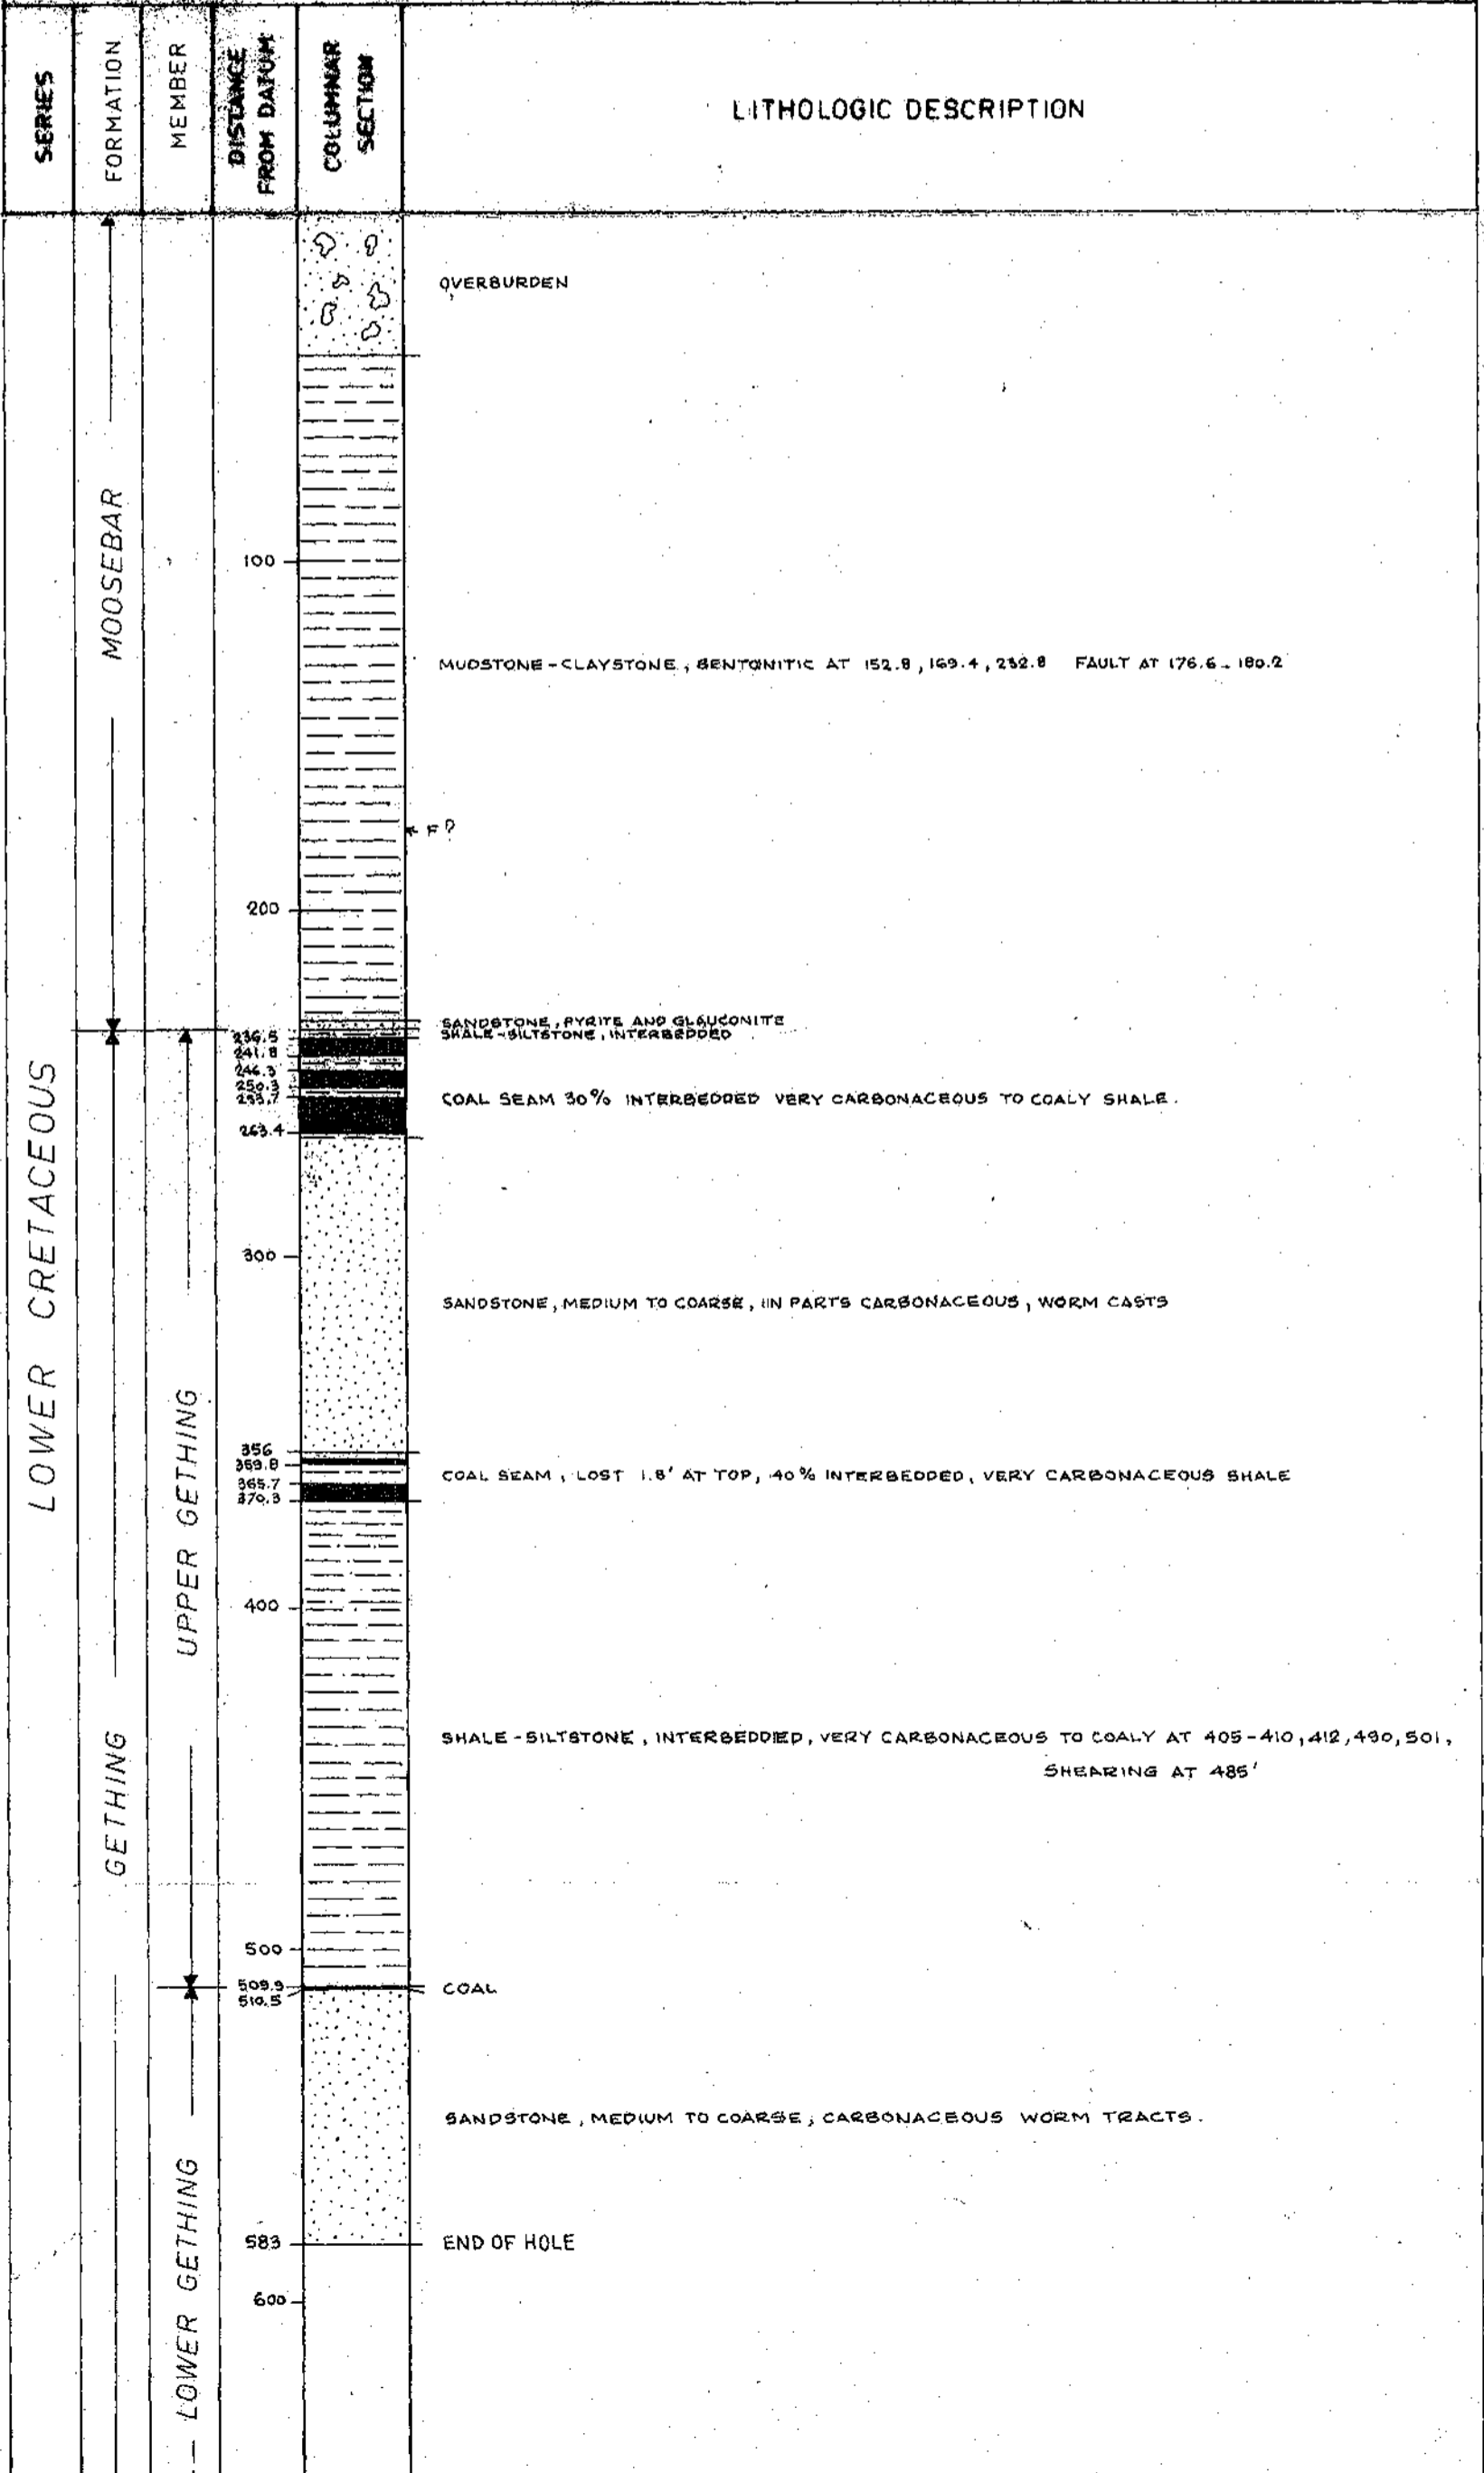 SERIES
FORMATION
MEMBER
DISTANCE
FROM DATUM
COLUMNAR
SECTION
LITHOLOGIC DESCRIPTION
LOWER CRETACEOUS
MOOSEBAR
GETHING
UPPER GETHING
LOWER GETHING
OVERBURDEN
100
MUDSTONE-CLAYSTONE, BENTONITIC AT 152.8, 169.4, 232.8 FAULT AT 176.6-180.2
F?
200
SANDSTONE, PYRITE AND GLAUCONITE
SHALE-SILTSTONE, INTERBEDDED
236.5
241.8
246.3
250.3
253.7
COAL SEAM 30% INTERBEDDED VERY CARBONACEOUS TO COALY SHALE.
263.4
300
SANDSTONE, MEDIUM TO COARSE, IN PARTS CARBONACEOUS, WORM CASTS
356
359.8
365.7
370.3
COAL SEAM, LOST 1.8' AT TOP, 40% INTERBEDDED, VERY CARBONACEOUS SHALE
400
SHALE-SILTSTONE, INTERBEDDED, VERY CARBONACEOUS TO COALY AT 405-410, 412, 490, 501,
SHEARING AT 485'
500
509.9
510.5
COAL
SANDSTONE, MEDIUM TO COARSE, CARBONACEOUS WORM TRACTS.
583
END OF HOLE
600